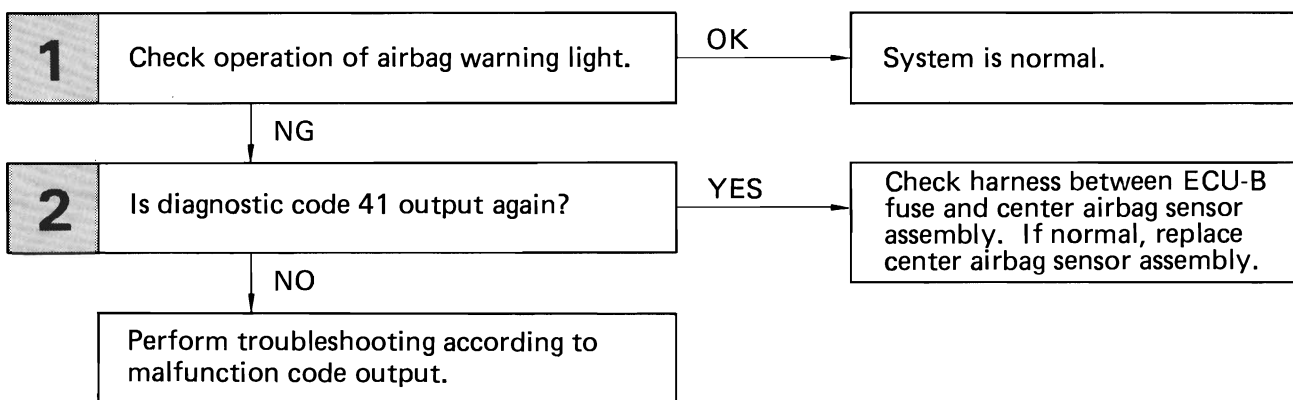 1
Check operation of airbag warning light.
OK
System is normal.
NG
2
Is diagnostic code 41 output again?
YES
Check harness between ECU-B
fuse and center airbag sensor
assembly. If normal, replace
center airbag sensor assembly.
NO
Perform troubleshooting according to
malfunction code output.